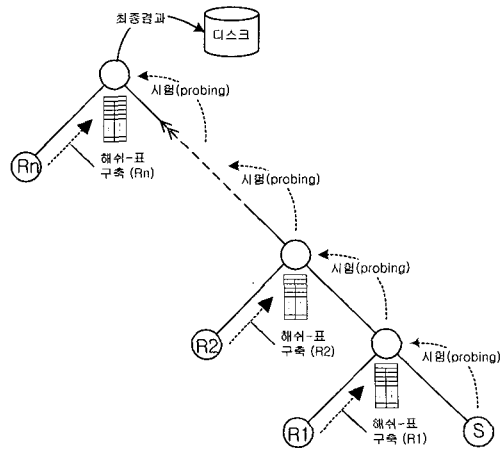 최종결과
디스크
시험(probing)
Rn
해쉬-표
구축 (Rn)
시험(probing)
시험(probing)
R2
해쉬-표
구축 (R2)
시험(probing)
R1
해쉬-표
구축 (R1)
S